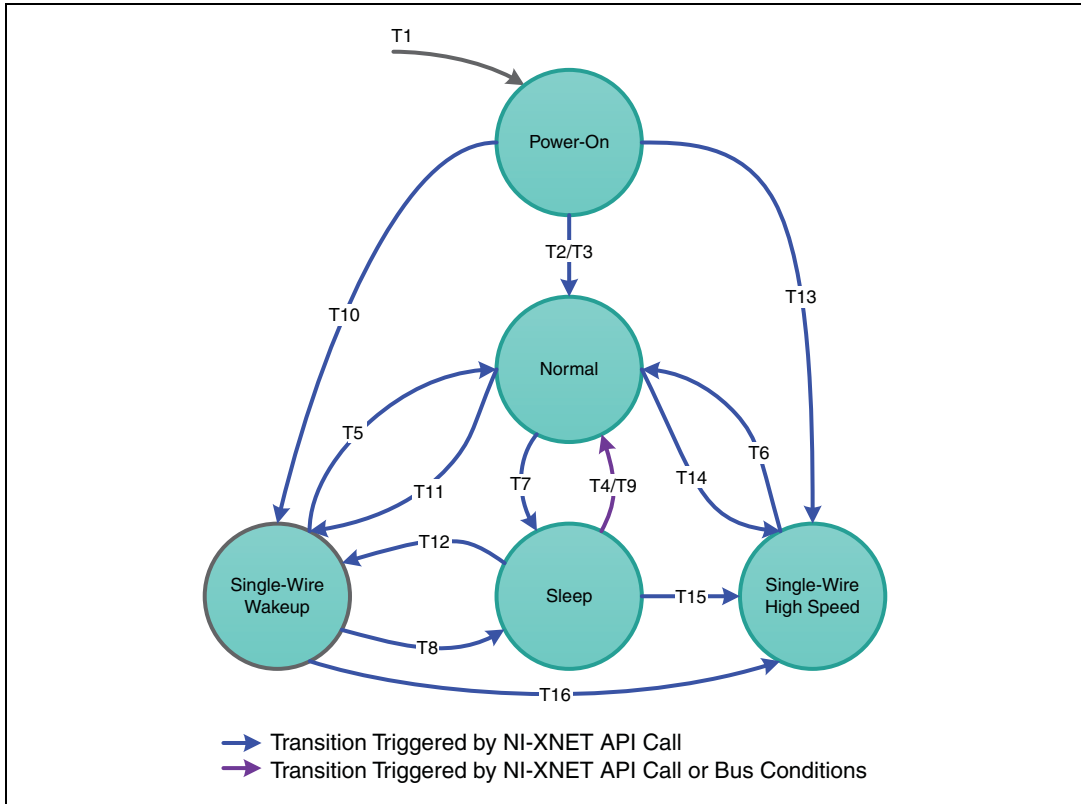 T1
Power-On
T2/T3
T10
T13
Normal
T5
T6
T11
T7
T4/T9
T14
T12
Single-Wire
Wakeup
Sleep
T15
Single-Wire
High Speed
T8
T16
Transition Triggered by NI-XNET API Call
Transition Triggered by NI-XNET API Call or Bus Conditions